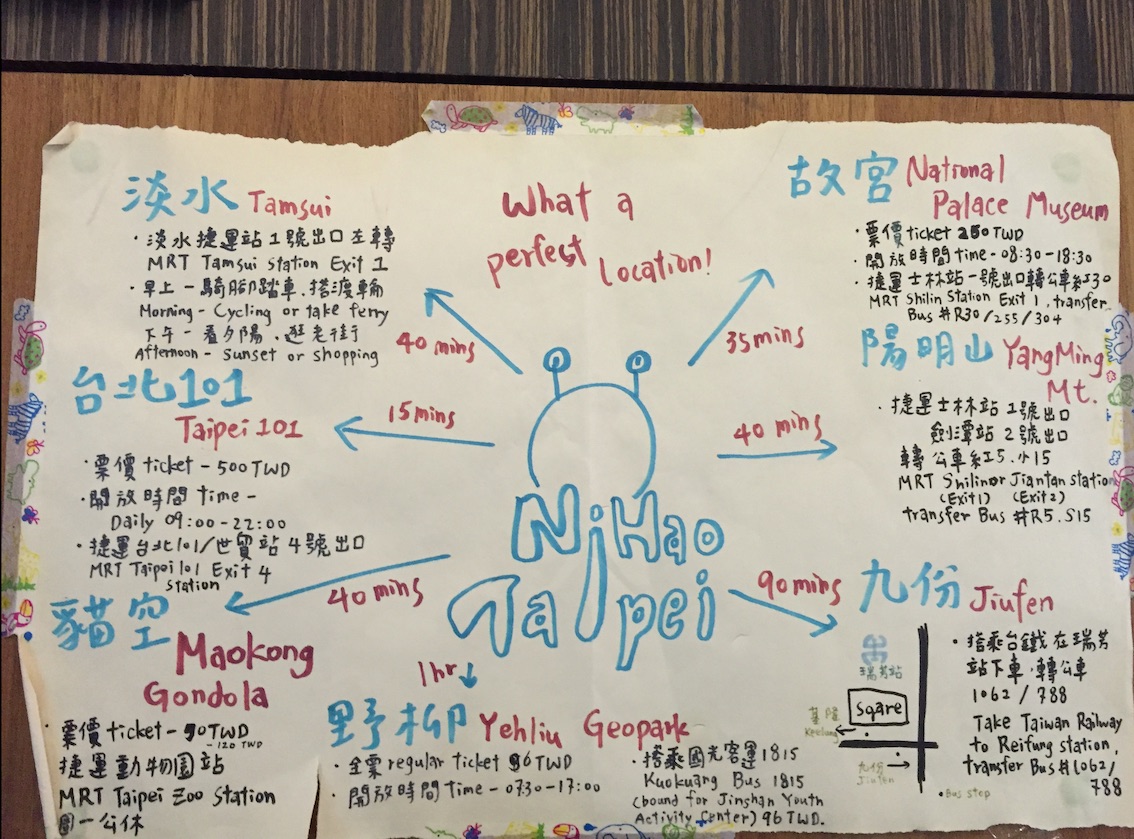 What a
perfect Location!
淡水 Tamsui
·淡水捷運站1號出口左轉
MRT Tamsui Station Exit 1
·早上-騎腳踏車.搭渡輪
Morning - Cycling or take ferry
下午-看夕陽.逛老街
Afternoon - Sunset or shopping
40 mins
台北101
Taipei 101
·票價 ticket - 500 TWD
·開放時間 time -
Daily 09:00-22:00
·捷運台北101/世貿站4號出口
MRT Taipei 101 Exit 4
station
15 mins
貓空
Maokong
Gondola
·票價 ticket - 70TWD
-120 TWD
捷運動物園站
MRT Taipei Zoo Station
週一公休
40 mins
NiHao
Taipei
1hr
野柳 Yehliu Geopark
·全票 regular ticket 96 TWD
·開放時間 Time - 0730-17:00
·搭乘國光客運1815
Kuokuang Bus 1815
(bound for Jinshan Youth
Activity Center) 96 TWD.
故宮 National
Palace Museum
·票價 ticket 250 TWD
·開放時間 time - 08:30-18:30
·捷運士林站一號出口轉公車紅30
MRT Shilin Station Exit 1, transfer
Bus #R30/255/304
35 mins
陽明山 YangMing
Mt.
·捷運士林站 1號出口
劍潭站 2號出口
轉公車紅5.小15
MRT Shilin or Jiantan station
(Exit1) (Exit2)
transfer Bus #R5.S15
40 mins
90 mins
九份 Jiufen
·搭乘台鐵在瑞芳
站下車.轉公車
1062/788
Take Taiwan Railway
to Reifung station,
transfer Bus#1062/
788
瑞芳站
Sqare
基隆
Keelung
九份
Jiufen
·Bus stop